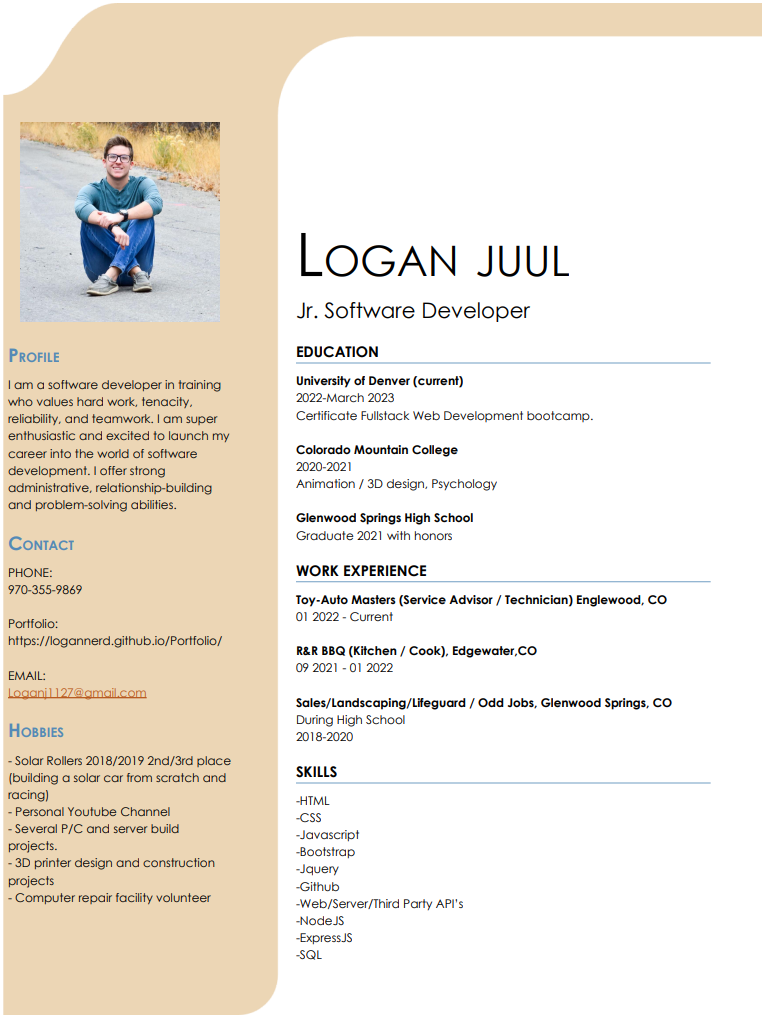 LOGAN JUUL
Jr. Software Developer
PROFILE
I am a software developer in training
who values hard work, tenacity,
reliability, and teamwork. I am super
enthusiastic and excited to launch my
career into the world of software
development. I offer strong
administrative, relationship-building
and problem-solving abilities.
CONTACT
PHONE:
970-355-9869
Portfolio:
https://logannerd.github.io/Portfolio/
EMAIL:
Loganj1127@gmail.com
HOBBIES
- Solar Rollers 2018/2019 2nd/3rd place
(building a solar car from scratch and
racing)
- Personal Youtube Channel
- Several P/C and server build
projects.
- 3D printer design and construction
projects
- Computer repair facility volunteer
EDUCATION
University of Denver (current)
2022-March 2023
Certificate Fullstack Web Development bootcamp.
Colorado Mountain College
2020-2021
Animation / 3D design, Psychology
Glenwood Springs High School
Graduate 2021 with honors
WORK EXPERIENCE
Toy-Auto Masters (Service Advisor / Technician) Englewood, CO
01 2022 - Current
R&R BBQ (Kitchen / Cook), Edgewater,CO
09 2021 - 01 2022
Sales/Landscaping/Lifeguard / Odd Jobs, Glenwood Springs, CO
During High School
2018-2020
SKILLS
-HTML
-CSS
-Javascript
-Bootstrap
-Jquery
-Github
-Web/Server/Third Party API's
-NodeJS
-ExpressJS
-SQL